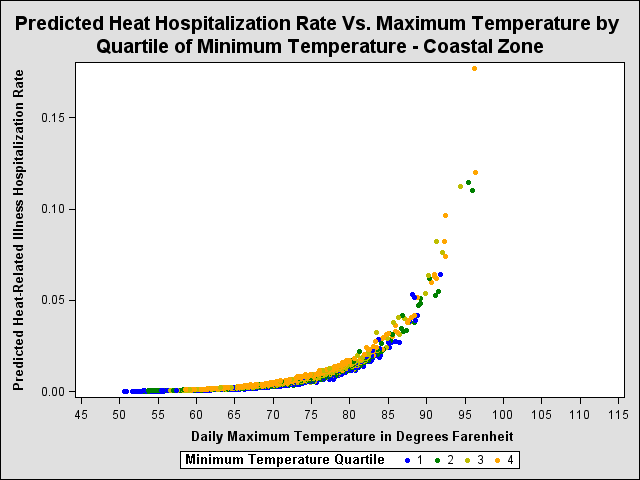 Predicted Heat Hospitalization Rate Vs. Maximum Temperature by
Quartile of Minimum Temperature - Coastal Zone
Predicted Heat-Related Illness Hospitalization Rate
0.15
0.10
0.05
0.00
45 50 55 60 65 70 75 80 85 90 95 100 105 110 115
Daily Maximum Temperature in Degrees Farenheit
Minimum Temperature Quartile 1 2 3 4